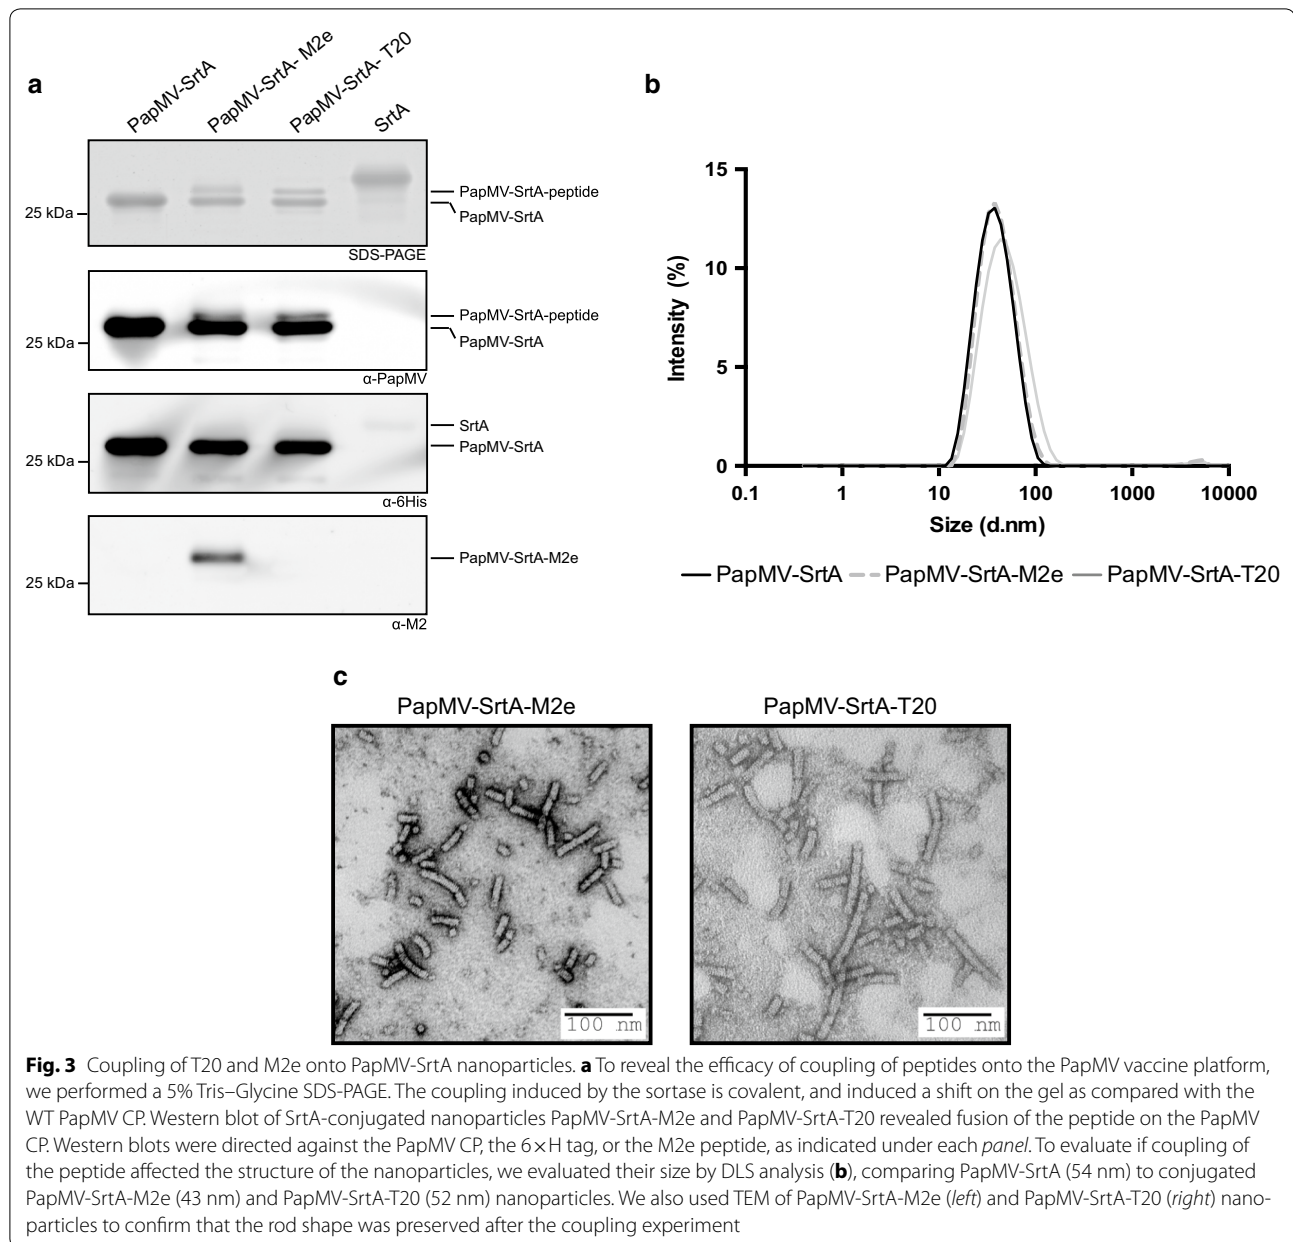 a
PapMV-SrtA
PapMV-SrtA- M2e
PapMV-SrtA- T20
SrtA
25 kDa
PapMV-SrtA-peptide
PapMV-SrtA
SDS-PAGE
25 kDa
PapMV-SrtA-peptide
PapMV-SrtA
α-PapMV
25 kDa
SrtA
PapMV-SrtA
α-6His
25 kDa
PapMV-SrtA-M2e
α-M2
b
15
10
5
0
Intensity (%)
0.1 1 10 100 1000 10000
Size (d.nm)
PapMV-SrtA PapMV-SrtA-M2e PapMV-SrtA-T20
c
PapMV-SrtA-M2e
PapMV-SrtA-T20
100 nm
100 nm
Fig. 3 Coupling of T20 and M2e onto PapMV-SrtA nanoparticles. a To reveal the efficacy of coupling of peptides onto the PapMV vaccine platform,
we performed a 5% Tris–Glycine SDS-PAGE. The coupling induced by the sortase is covalent, and induced a shift on the gel as compared with the
WT PapMV CP. Western blot of SrtA-conjugated nanoparticles PapMV-SrtA-M2e and PapMV-SrtA-T20 revealed fusion of the peptide on the PapMV
CP. Western blots were directed against the PapMV CP, the 6×H tag, or the M2e peptide, as indicated under each panel. To evaluate if coupling of
the peptide affected the structure of the nanoparticles, we evaluated their size by DLS analysis (b), comparing PapMV-SrtA (54 nm) to conjugated
PapMV-SrtA-M2e (43 nm) and PapMV-SrtA-T20 (52 nm) nanoparticles. We also used TEM of PapMV-SrtA-M2e (left) and PapMV-SrtA-T20 (right) nano-
particles to confirm that the rod shape was preserved after the coupling experiment